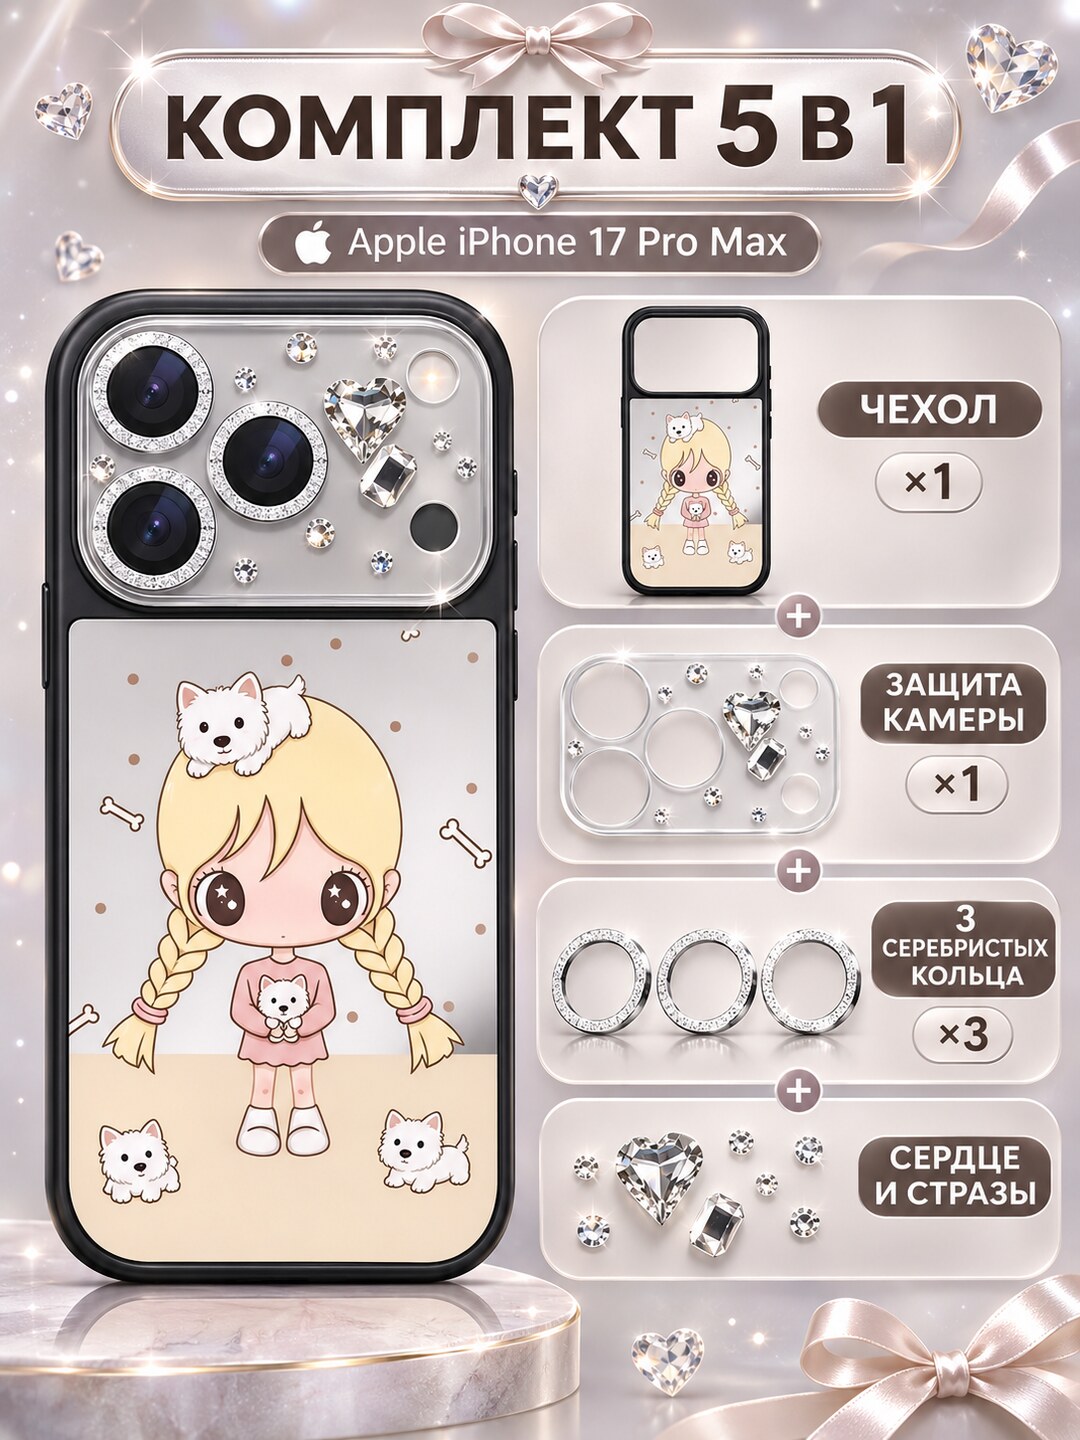 КОМПЛЕКТ 5 В 1
Apple iPhone 17 Pro Max
ЧЕХОЛ
×1
+
ЗАЩИТА
КАМЕРЫ
×1
+
3
СЕРЕБРИСТЫХ
КОЛЬЦА
×3
+
СЕРДЦЕ
И СТРАЗЫ